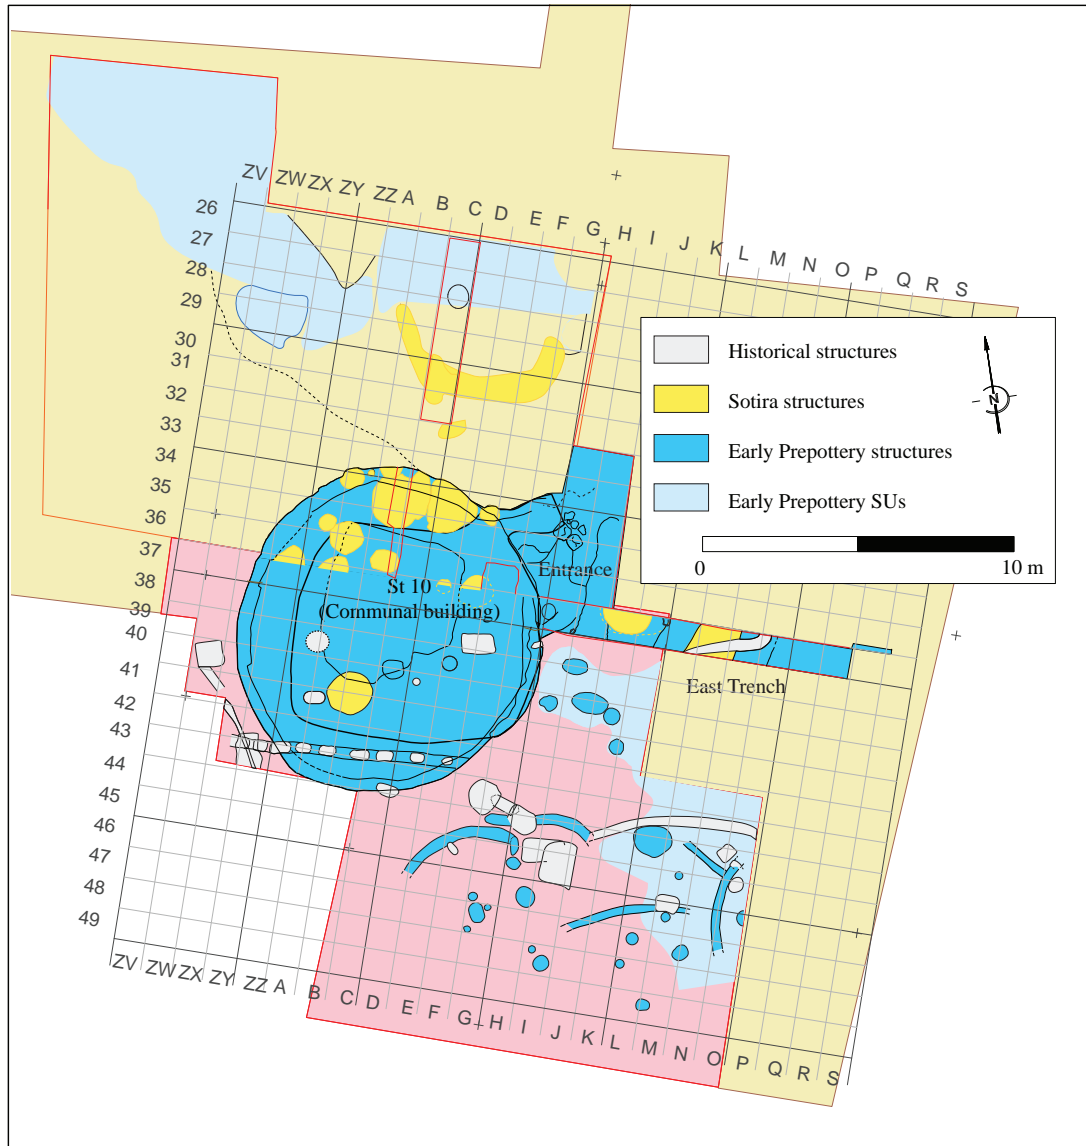 ZV ZW ZX ZY ZZ A B C D E F G H I J K L M N O P Q R S
26
27
28
29
30
31
32
33
34
35
36
37
38
39
40
41
42
43
44
45
46
47
48
49
Historical structures
Sotira structures
Early Prepottery structures
Early Prepottery SUs
N
0 10 m
Entrance
St 10
(Communal building)
East Trench
ZV ZW ZX ZY ZZ A B C D E F G H I J K L M N O P Q R S